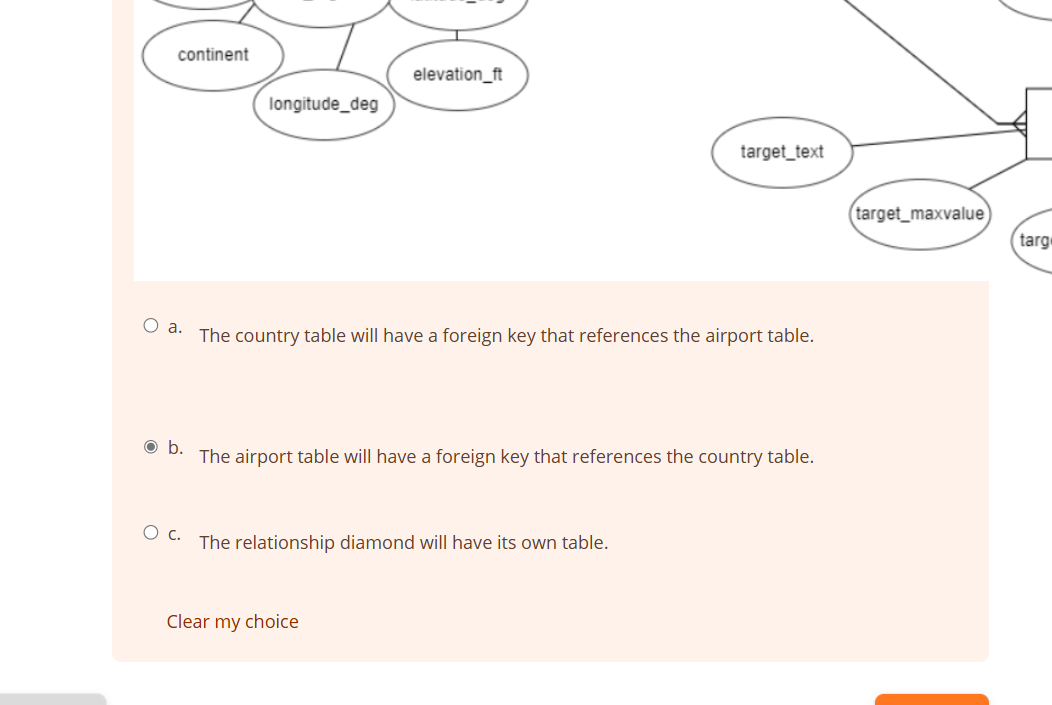 continent
elevation_ft
longitude_deg
target_text
target_maxvalue
a. The country table will have a foreign key that references the airport table.
b. The airport table will have a foreign key that references the country table.
c. The relationship diamond will have its own table.
Clear my choice